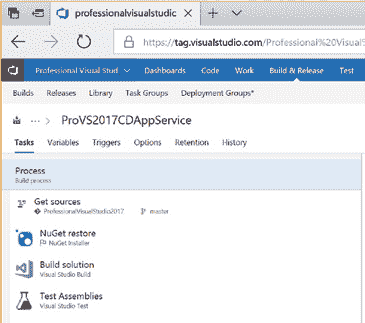 professionalvisualstudic
https://tag.visualstudio.com/Professional%20Visual%
Professional Visual Stud
Dashboards Code Work Build & Release Test
Builds Releases Library Task Groups Deployment Groups*
... > ProVS2017CDAppService
Tasks Variables Triggers Options Retention History
Process
Build process
Get sources
ProfessionalVisualStudio2017 master
NuGet restore
NuGet Installer
Build solution
Visual Studio Build
Test Assemblies
Visual Studio Test